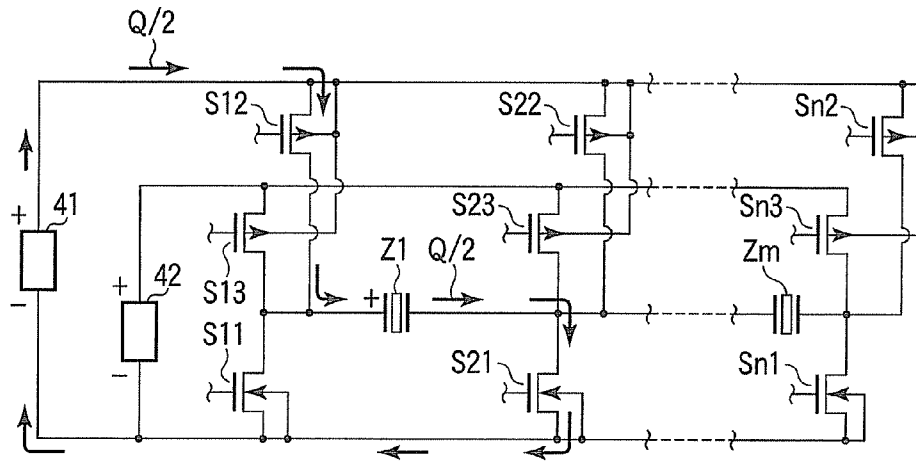 Q/2
S12
S22
Sn2
41
+
S23
Sn3
+
42
Z1
Q/2
Zm
−
S13
+
S11
−
S21
Sn1